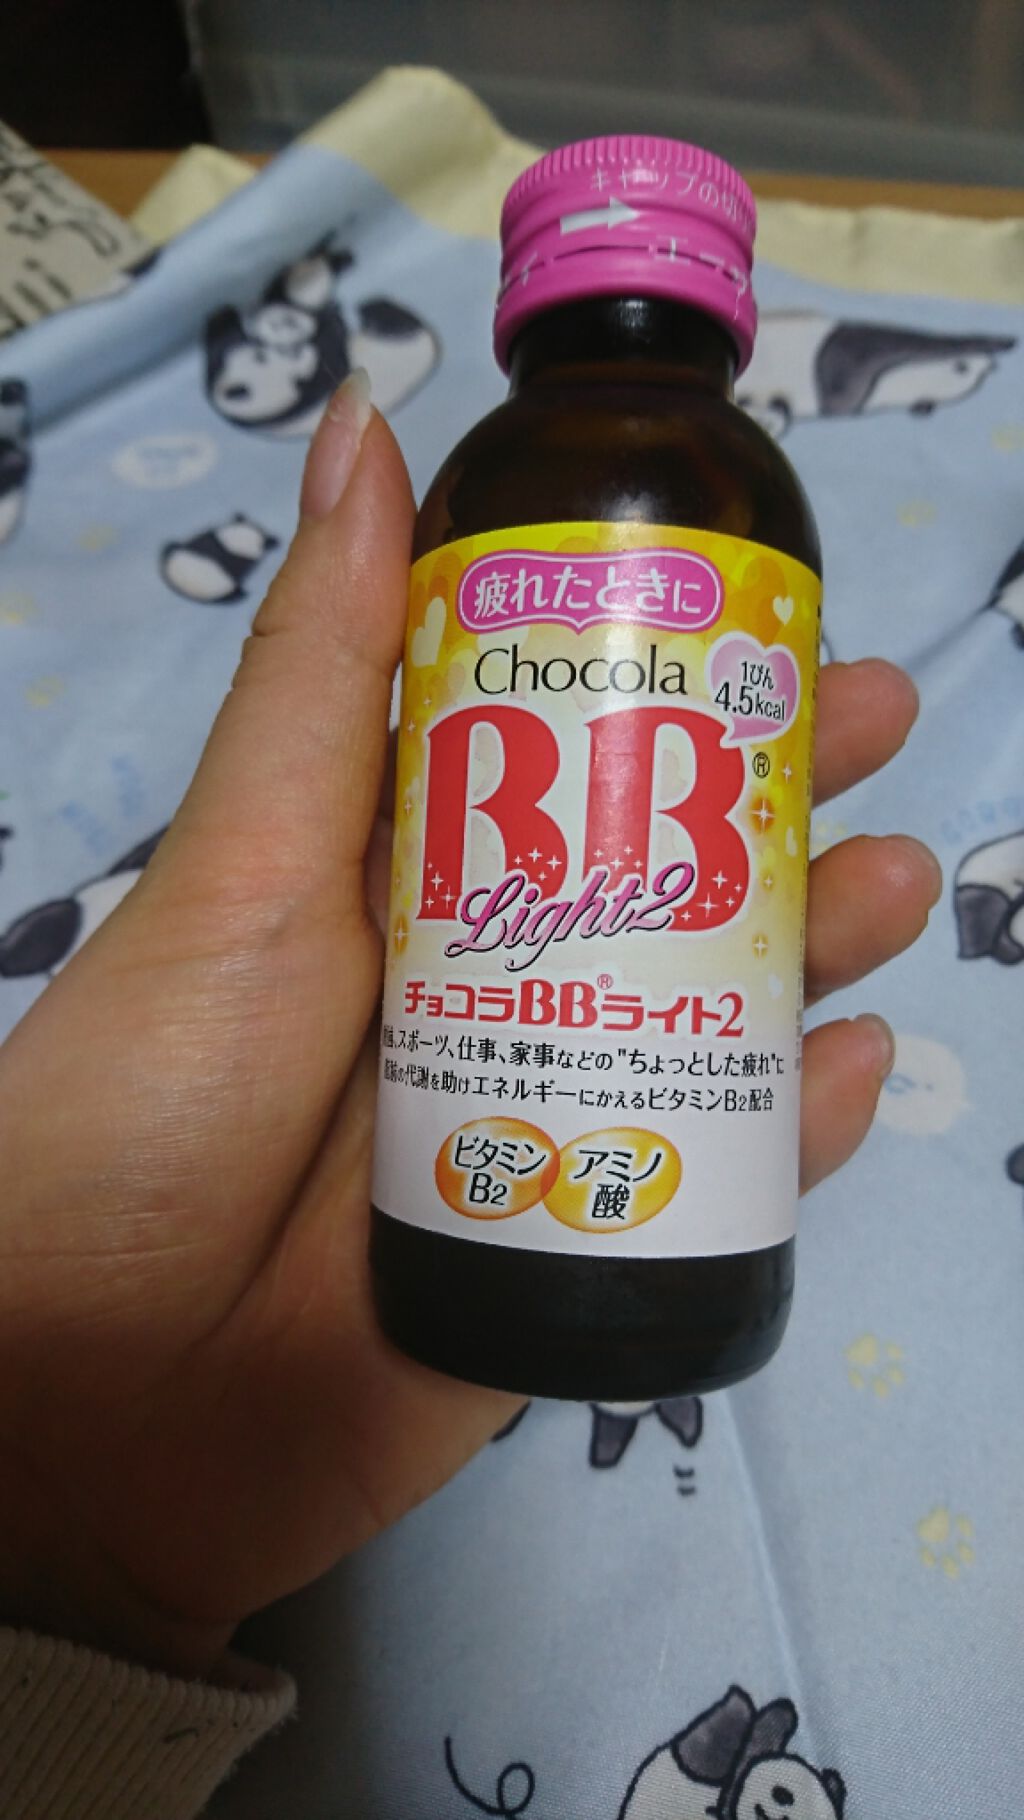 キャップの切り
疲れたときに
Chocola
1びん
4.5kcal
BB®
Light2
チョコラBB®ライト2
スポーツ、仕事、家事などの"ちょっとした疲れ"に
の代謝を助けエネルギーにかえるビタミンB2配合
ビタミン
B2
アミノ
酸